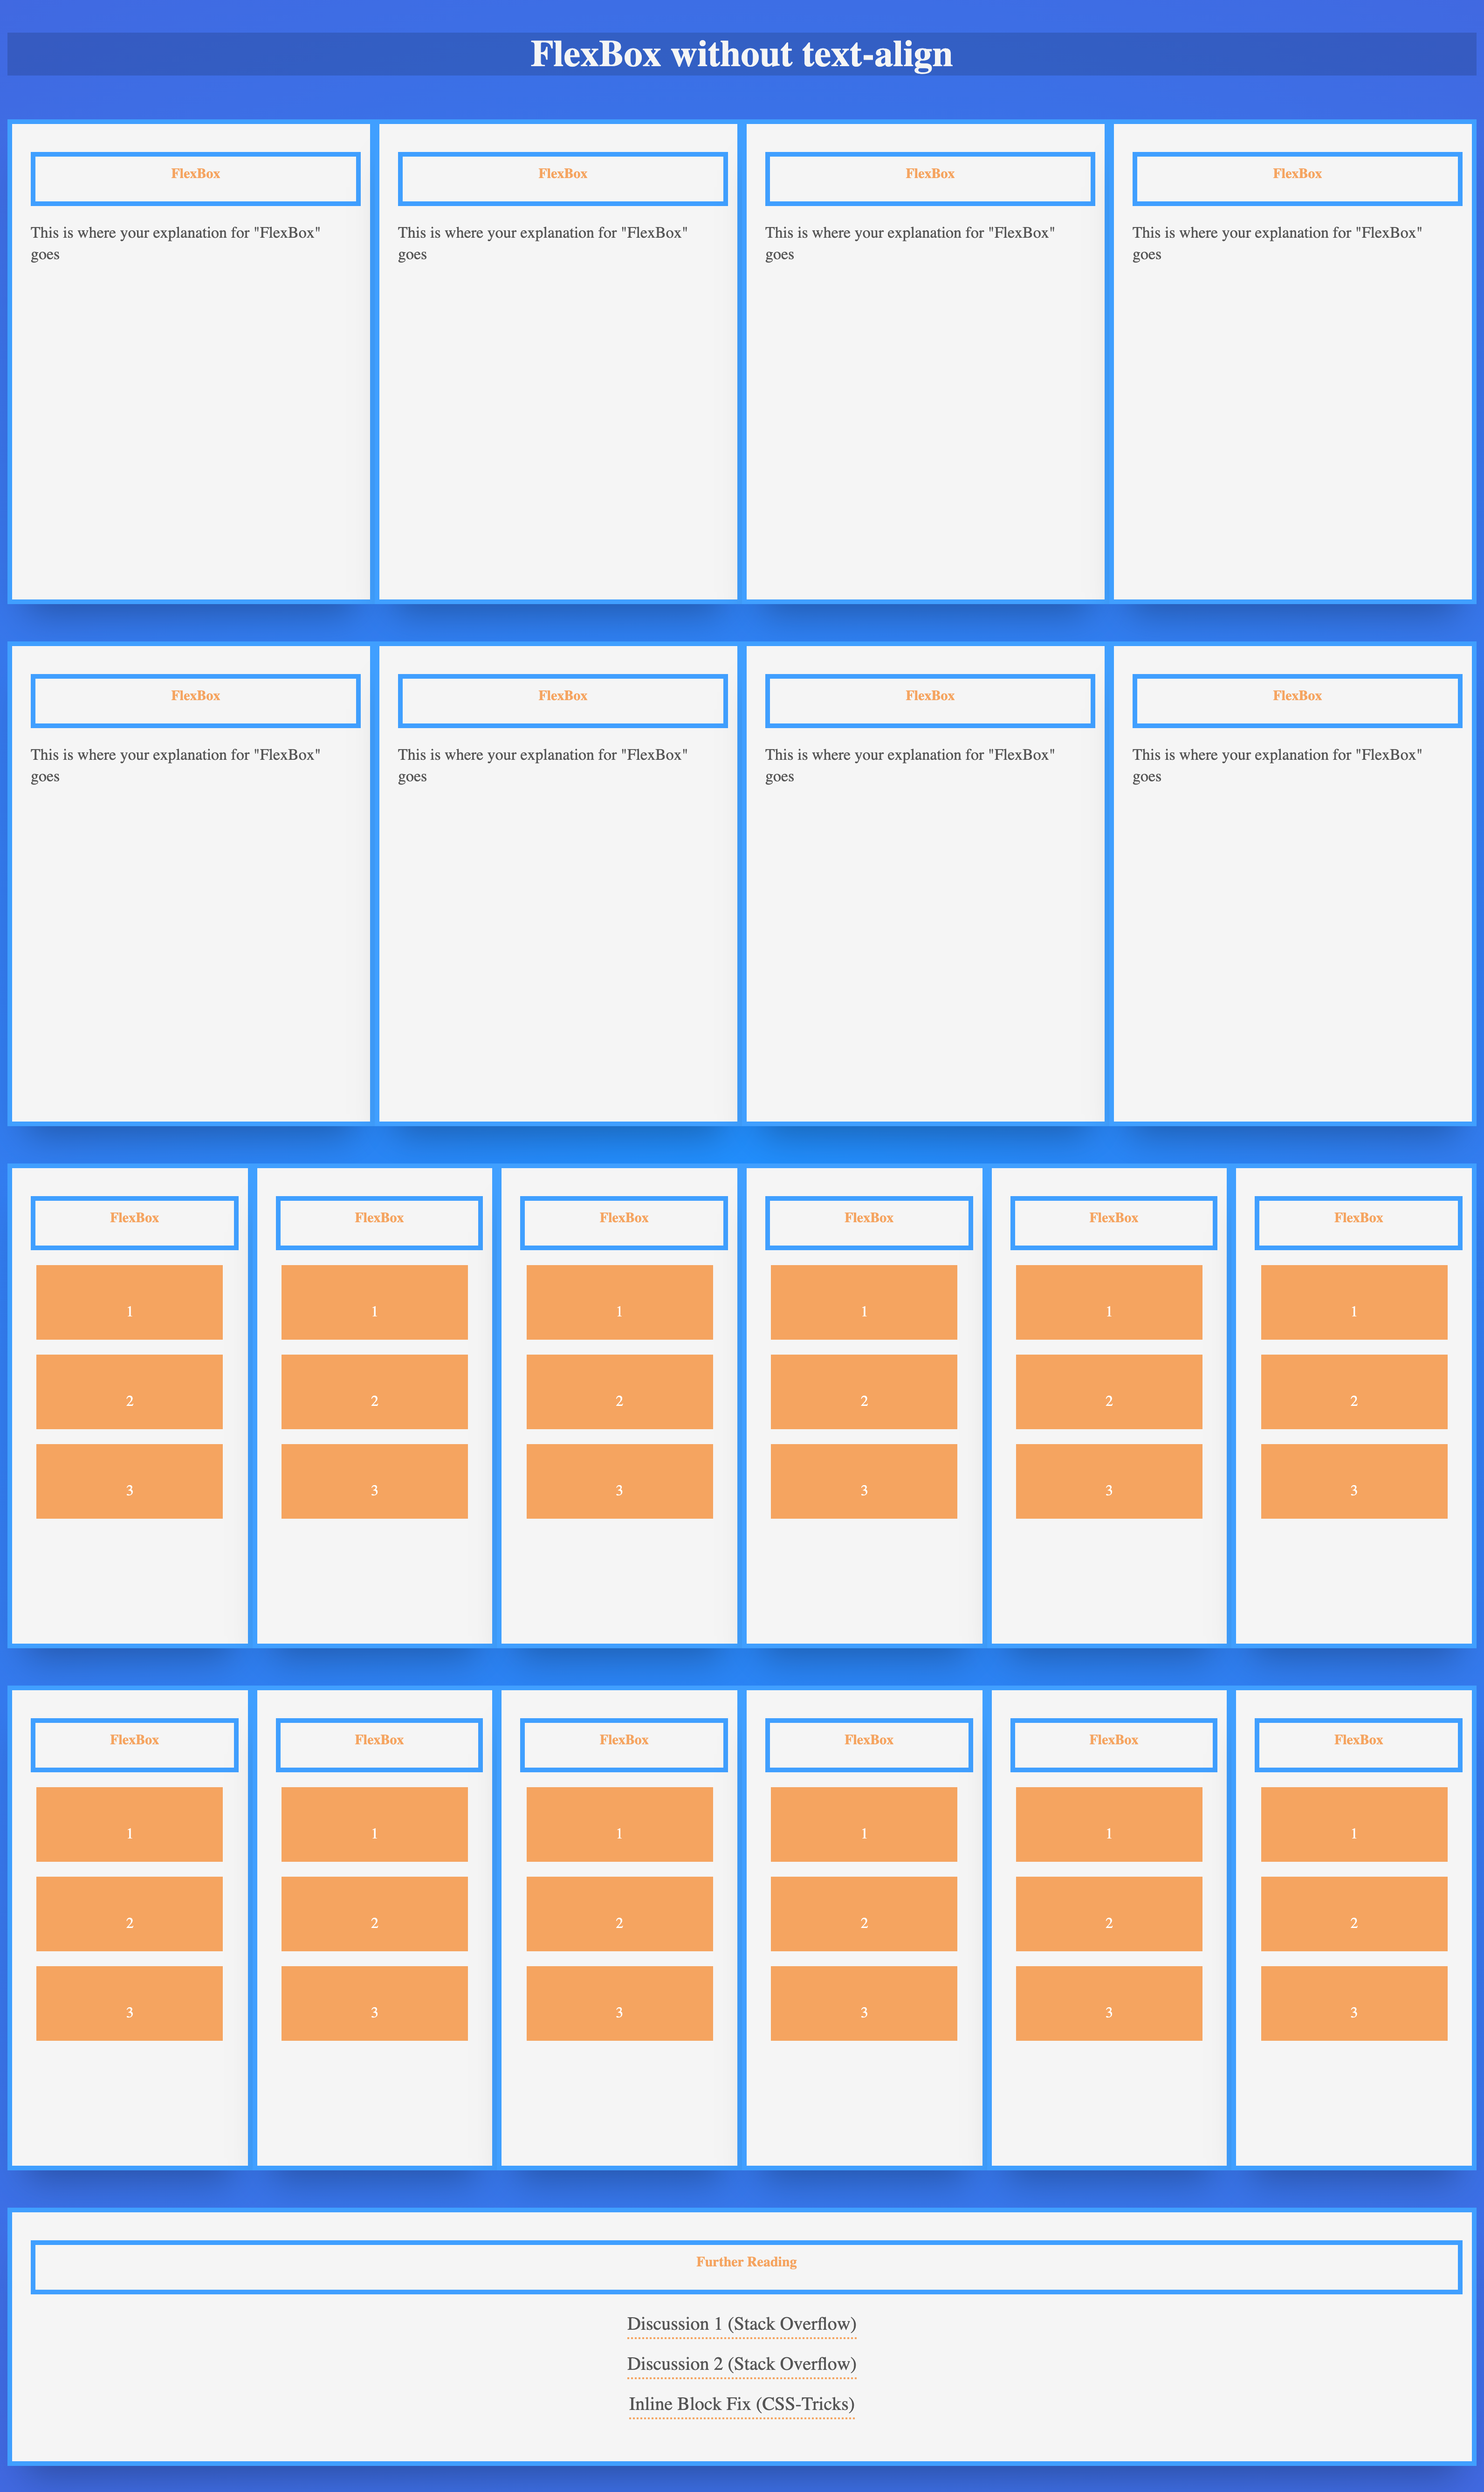 FlexBox without text-align
FlexBox
This is where your explanation for "FlexBox"
goes
FlexBox
This is where your explanation for "FlexBox"
goes
FlexBox
This is where your explanation for "FlexBox"
goes
FlexBox
This is where your explanation for "FlexBox"
goes
FlexBox
This is where your explanation for "FlexBox"
goes
FlexBox
This is where your explanation for "FlexBox"
goes
FlexBox
This is where your explanation for "FlexBox"
goes
FlexBox
This is where your explanation for "FlexBox"
goes
FlexBox
1
2
3
FlexBox
1
2
3
FlexBox
1
2
3
FlexBox
1
2
3
FlexBox
1
2
3
FlexBox
1
2
3
FlexBox
1
2
3
FlexBox
1
2
3
FlexBox
1
2
3
FlexBox
1
2
3
FlexBox
1
2
3
FlexBox
1
2
3
Further Reading
Discussion 1 (Stack Overflow)
Discussion 2 (Stack Overflow)
Inline Block Fix (CSS-Tricks)